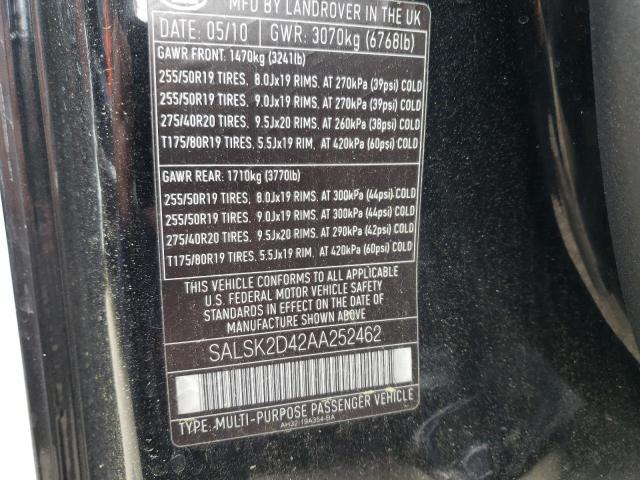 MFD BY LANDROVER IN THE UK
DATE: 05/10 GWR: 3070kg (6768lb)
GAWR FRONT: 1470kg (3241lb)
255/50R19 TIRES, 8.0Jx19 RIMS. AT 270kPa (39psi) COLD
255/50R19 TIRES, 9.0Jx19 RIMS. AT 270kPa (39psi) COLD
275/40R20 TIRES, 9.5Jx20 RIMS. AT 260kPa (38psi) COLD
T175/80R19 TIRES, 5.5Jx19 RIM, AT 420kPa (60psi) COLD
GAWR REAR: 1710kg (3770lb)
255/50R19 TIRES, 8.0Jx19 RIMS. AT 300kPa (44psi) COLD
255/50R19 TIRES, 9.0Jx19 RIMS. AT 300kPa (44psi) COLD
275/40R20 TIRES, 9.5Jx20 RIMS. AT 290kPa (42psi) COLD
T175/80R19 TIRES, 5.5Jx19 RIM, AT 420kPa (60psi) COLD
THIS VEHICLE CONFORMS TO ALL APPLICABLE
U.S. FEDERAL MOTOR VEHICLE SAFETY
STANDARDS IN EFFECT ON THE DATE OF
MANUFACTURE SHOWN ABOVE
SALSK2D42AA252462
TYPE: MULTI-PURPOSE PASSENGER VEHICLE
AH32 19A354-BA